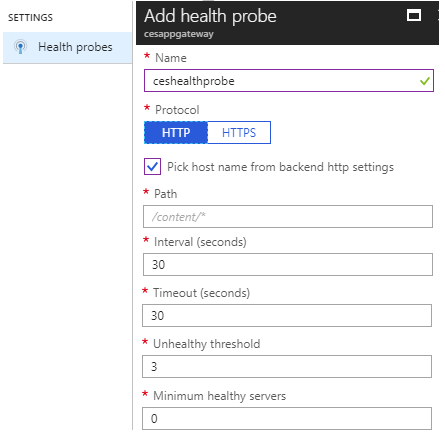 SETTINGS
Health probes
Add health probe
cesappgateway
* Name
ceshealthprobe
* Protocol
HTTP HTTPS
Pick host name from backend http settings
* Path
/content/*
* Interval (seconds)
30
* Timeout (seconds)
30
* Unhealthy threshold
3
* Minimum healthy servers
0